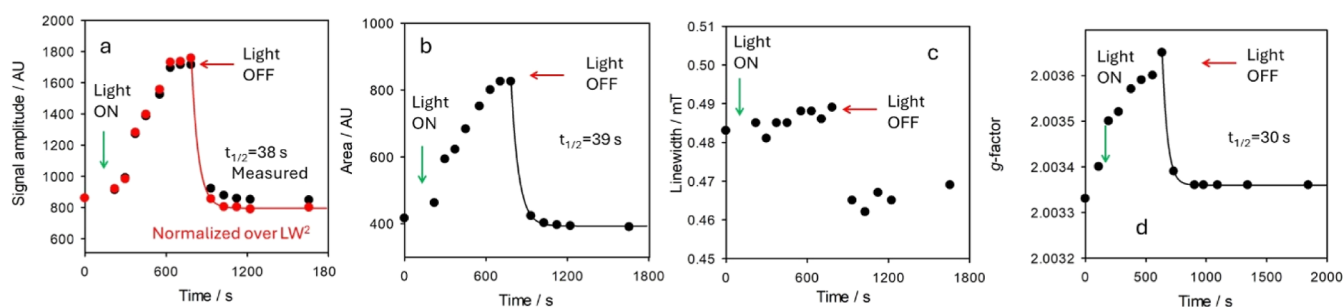 Signal amplitude / AU
2000
1800
1600
1400
1200
1000
800
600
a
Light
ON
Light
OFF
t1/2=38 s
Measured
Normalized over LW2
0
600
1200
180
Time / s
Area / AU
1000
800
600
400
200
b
Light
ON
Light
OFF
t1/2=39 s
0
600
1200
1800
Time / s
Linewidth / mT
0.51
0.50
0.49
0.48
0.47
0.46
0.45
c
Light
ON
Light
OFF
0
600
1200
1800
Time / s
g-factor
2.0036
2.0035
2.0034
2.0033
2.0032
d
Light
ON
Light
OFF
t1/2=30 s
0
500
1000
1500
2000
Time / s